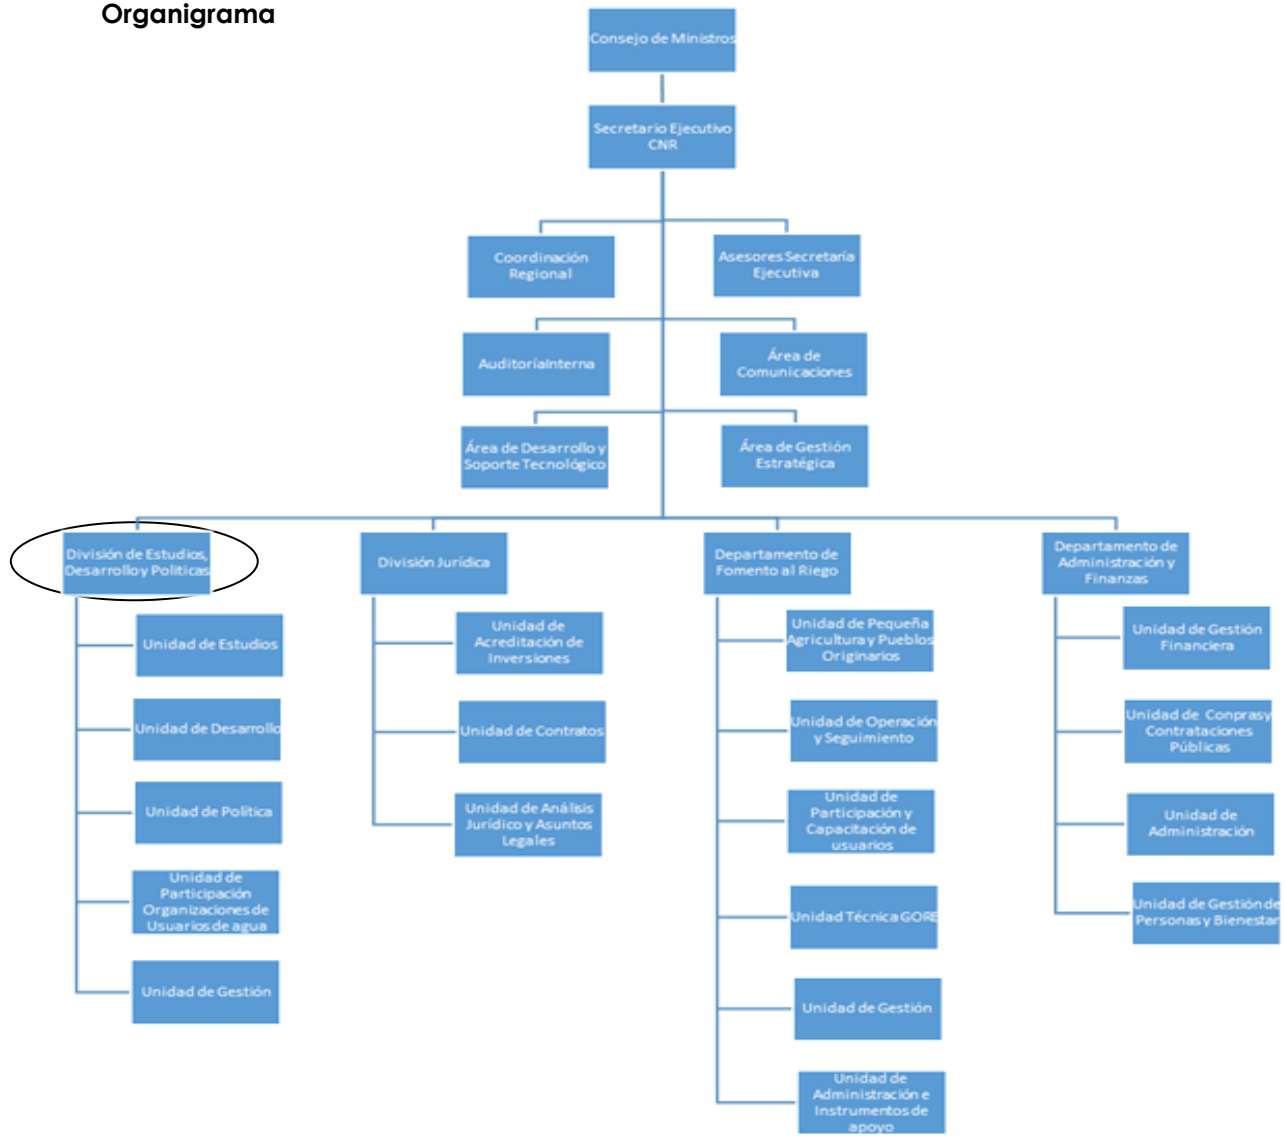 Organigrama
Consejo de Ministros
Secretario Ejecutivo
CNR
Coordinación
Regional
Asesores Secretaría
Ejecutiva
AuditoríaInterna
Área de
Comunicaciones
Área de Desarrollo y
Soporte Tecnológico
Área de Gestión
Estratégica
División de Estudios,
Desarrollo y Politicas
Unidad de Estudios
Unidad de Desarrollo
Unidad de Política
Unidad de
Participación
Organizaciones de
Usuarios de agua
Unidad de Gestión
División Jurídica
Unidad de
Acreditación de
Inversiones
Unidad de Contratos
Unidad de Análisis
Jurídico y Asuntos
Legales
Departamento de
Fomento al Riego
Unidad de Pequeña
Agricultura y Pueblos
Originarios
Unidad de Operación
y Seguimiento
Unidad de
Participación y
Capacitación de
usuarios
Unidad Técnica GORE
Unidad de Gestión
Unidad de
Administración e
Instrumentos de
apoyo
Departamento de
Administración y
Finanzas
Unidad de Gestión
Financiera
Unidad de Conpras y
Contrataciones
Públicas
Unidad de
Administración
Unidad de Gestión de
Personas y Bienestar